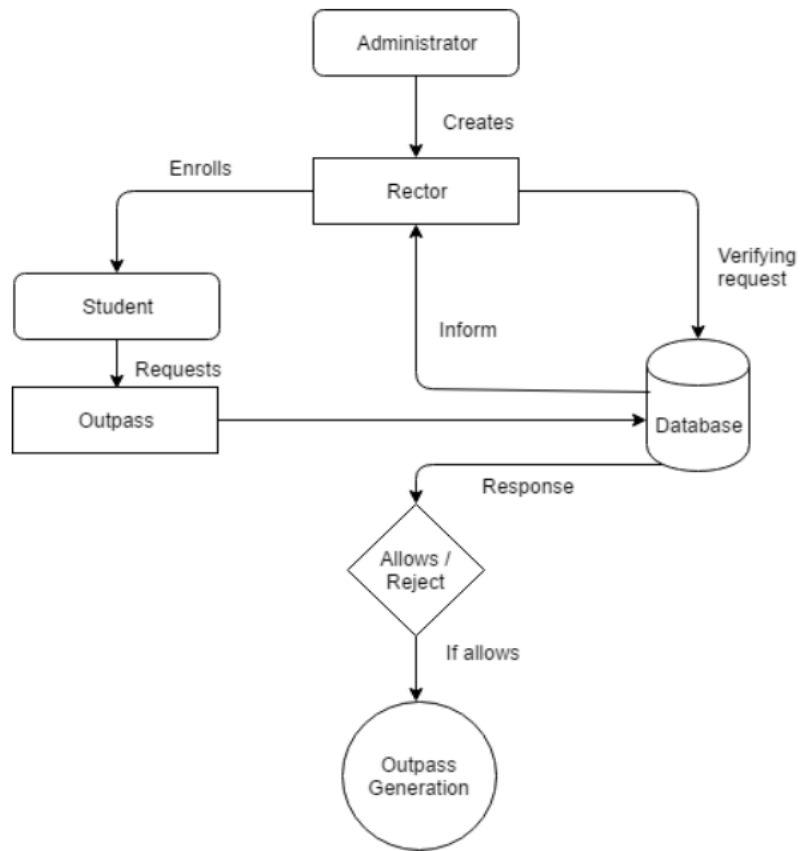 Administrator
Creates
Enrolls
Rector
Verifying
request
Student
Inform
Requests
Outpass
Database
Response
Allows /
Reject
If allows
Outpass
Generation